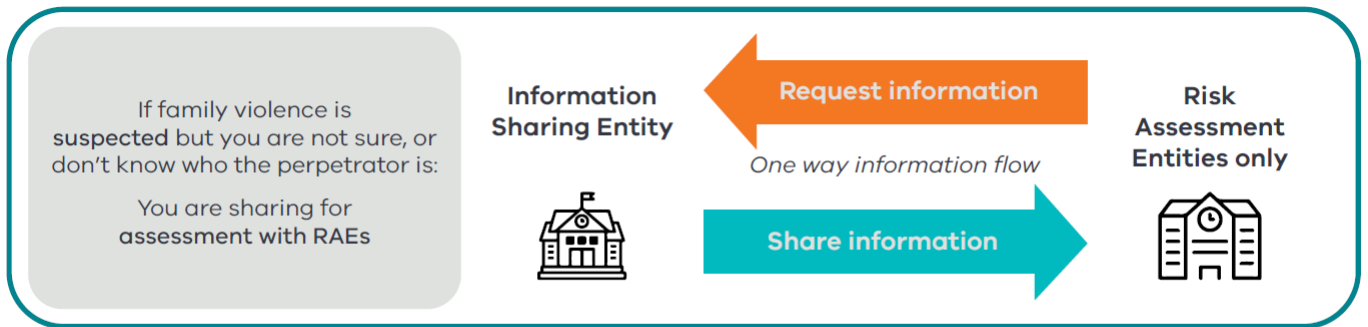 If family violence is
suspected but you are not sure, or
don’t know who the perpetrator is:
You are sharing for
assessment with RAEs
Information
Sharing Entity
Request information
One way information flow
Share information
Risk
Assessment
Entities only